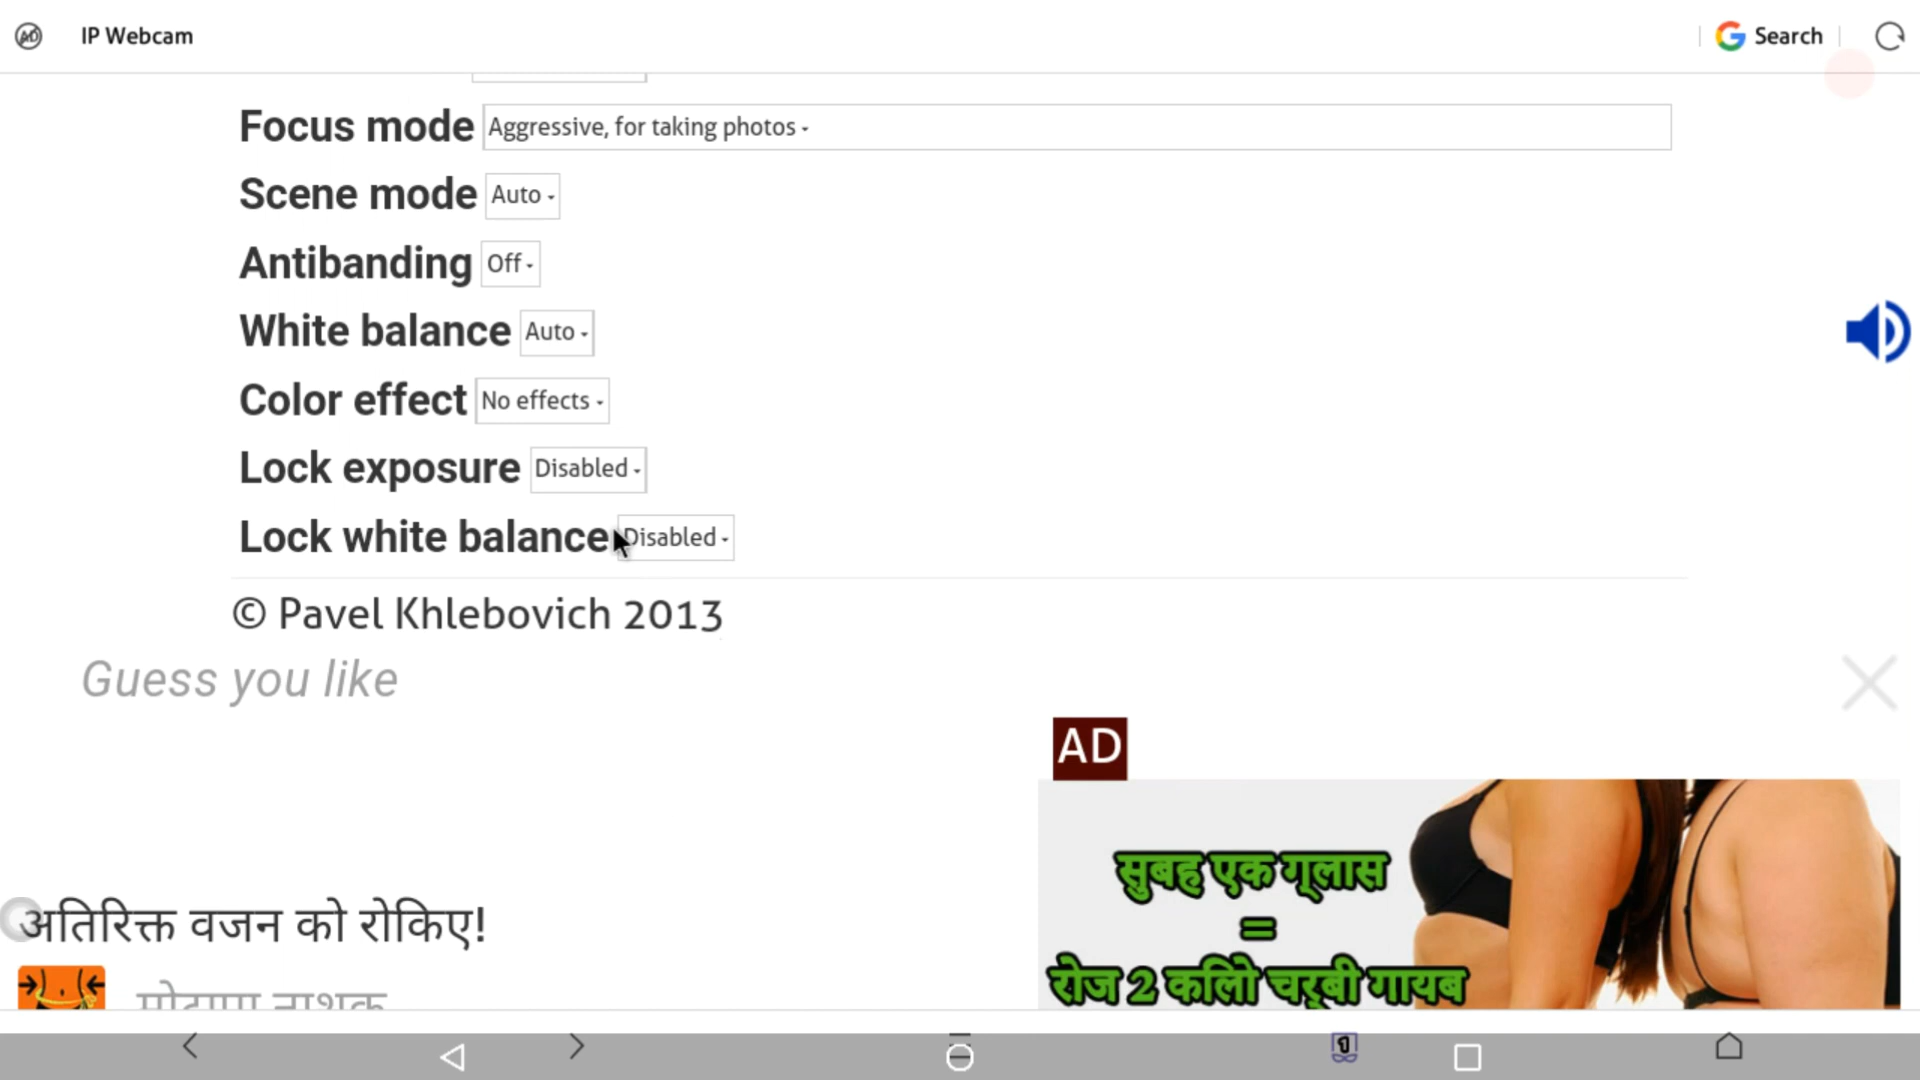 IP Webcam
Search
Focus mode Aggressive, for taking photos
Scene mode Auto
Antibanding Off
White balance Auto
Color effect No effects
Lock exposure Disabled
Lock white balance Disabled
© Pavel Khlebovich 2013
Guess you like
AD
सुबह एक ग्लास
=
रोज 2 किलो चर्बी गायब
अतिरिक्त वजन को रोकिए!